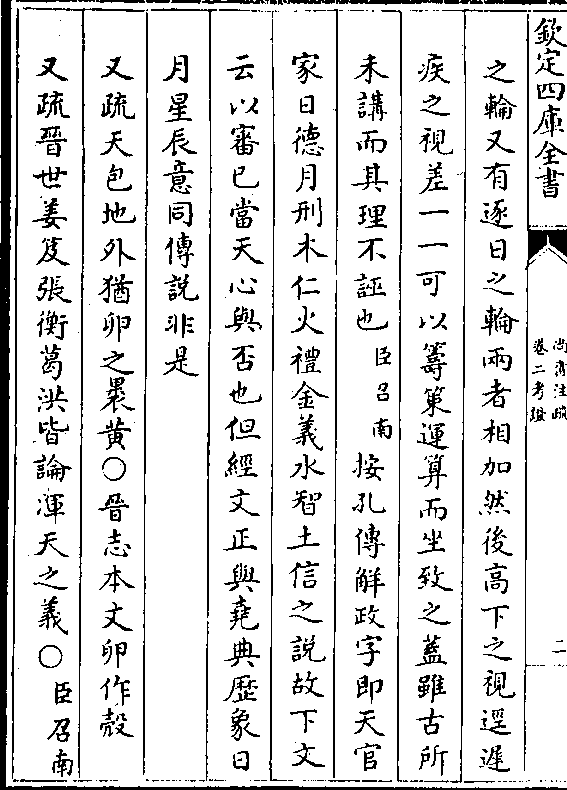 欽定四庫全書
尚書注疏
卷二考證
二
之輪又有逐日之輪兩者相加然後高下之視遲
疾之視差一一可以籌策運算而坐致之蓋雖古所
未講而其理不誣也臣召南按孔傳解政字即天官
家日德月刑木仁火禮金義水智土信之說故下文
云以審己當天心與否也但經文正與堯典歷象日
月星辰意同傳說非是
又疏天包地外猶卵之裹黃○晉志本文卵作殼
又疏晉世姜岌張衡葛洪皆論渾天之義○臣召南